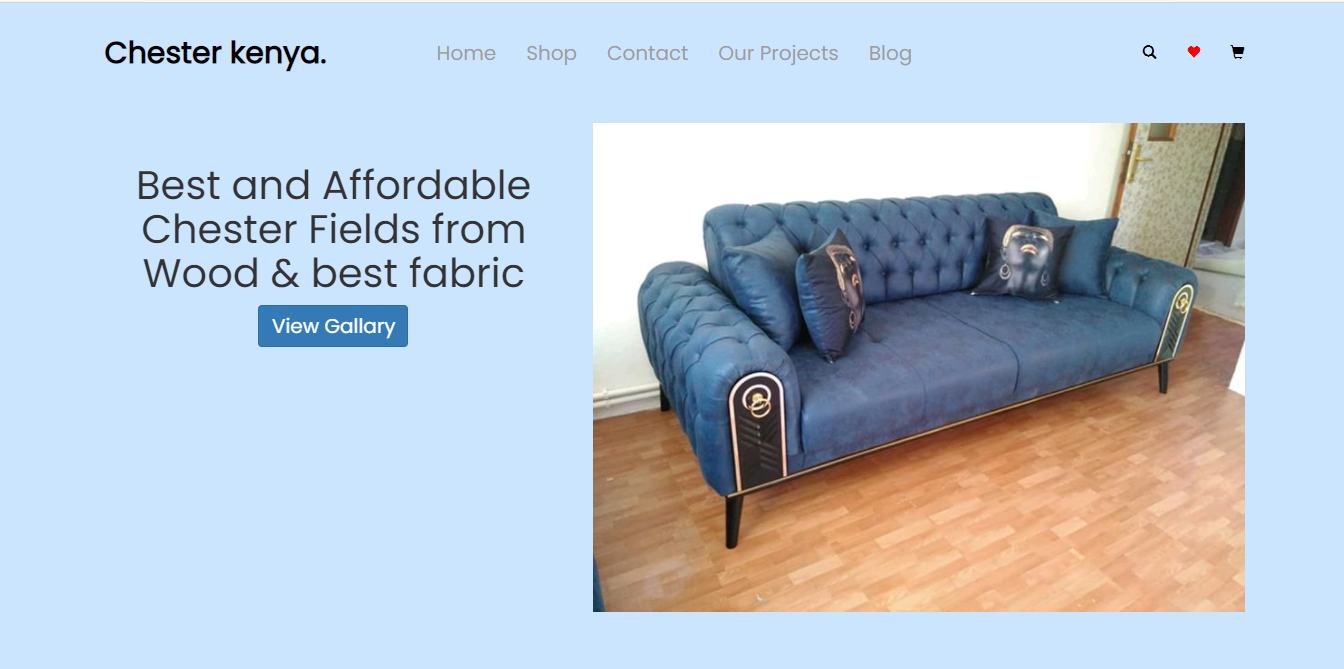 Chester kenya.
Home Shop Contact Our Projects Blog
Best and Affordable
Chester Fields from
Wood & best fabric
View Gallary